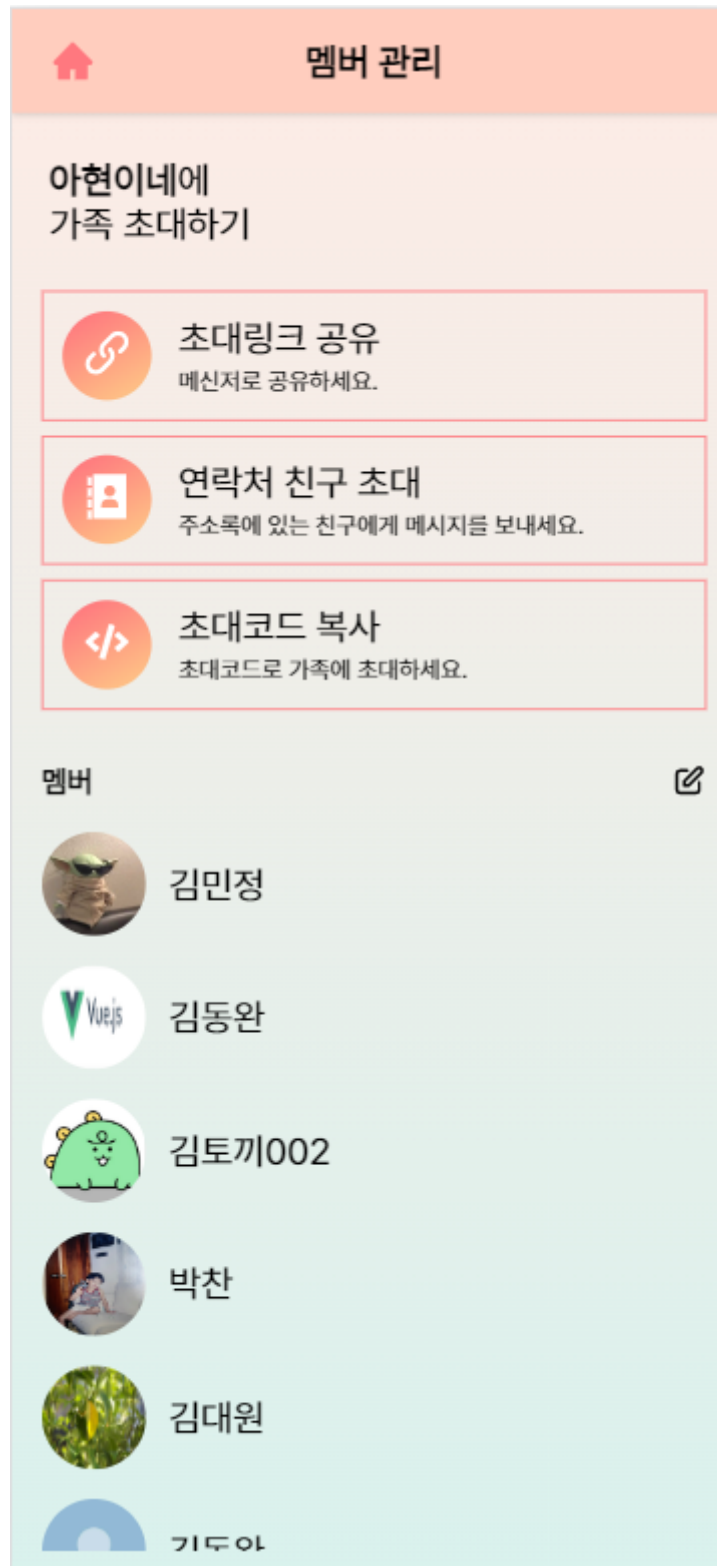 멤버 관리
아현이네에
가족 초대하기
초대링크 공유
메신저로 공유하세요.
연락처 친구 초대
주소록에 있는 친구에게 메시지를 보내세요.
</>
초대코드 복사
초대코드로 가족에 초대하세요.
멤버
김민정
Vue.js
김동완
김토끼002
박찬
김대원